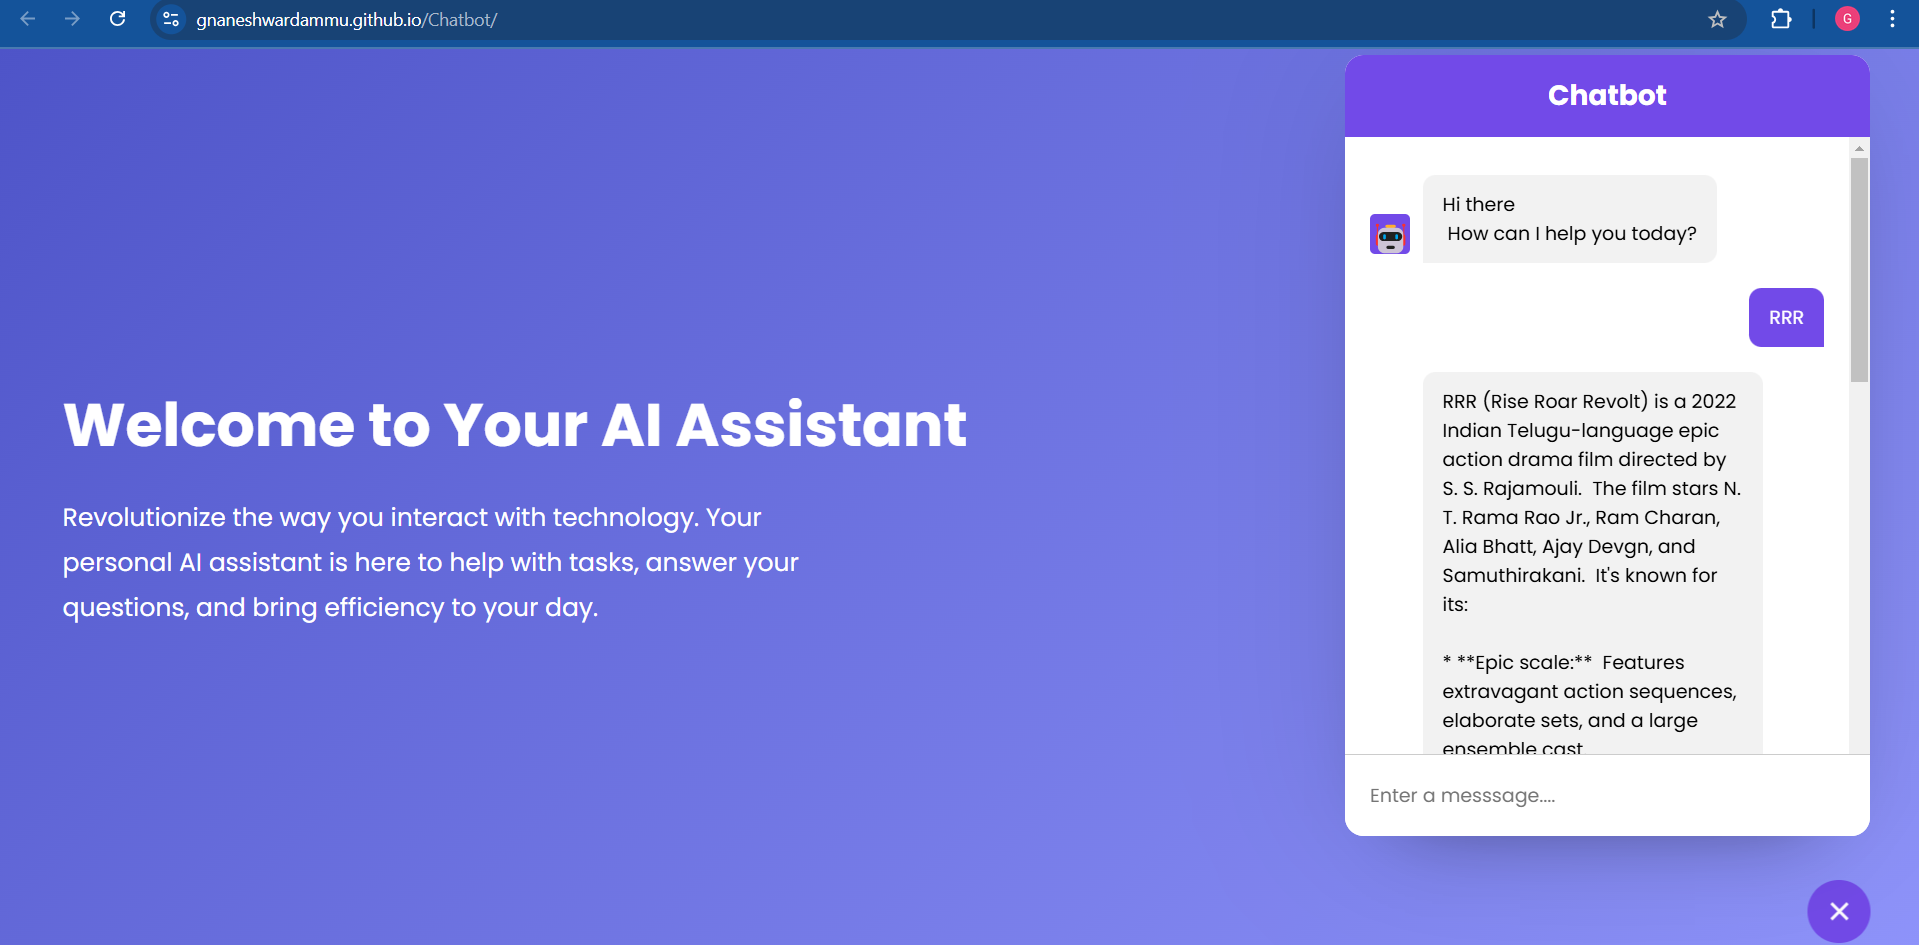 gnaneshwardammu.github.io/Chatbot/
G
Welcome to Your AI Assistant
Revolutionize the way you interact with technology. Your
personal AI assistant is here to help with tasks, answer your
questions, and bring efficiency to your day.
Chatbot
Hi there
How can I help you today?
RRR
RRR (Rise Roar Revolt) is a 2022
Indian Telugu-language epic
action drama film directed by
S. S. Rajamouli.  The film stars N.
T. Rama Rao Jr., Ram Charan,
Alia Bhatt, Ajay Devgn, and
Samuthirakani.  It's known for
its:
* **Epic scale:**  Features
extravagant action sequences,
elaborate sets, and a large
ensemble cast
Enter a messsage....